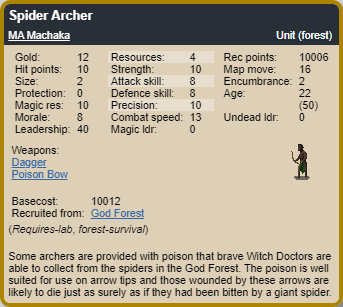 Spider Archer
MA Machaka Unit (forest)
Gold: 12 Resources: 4 Rec points: 10006
Hit points: 10 Strength: 10 Map move: 16
Size: 2 Attack skill: 8 Encumbrance: 2
Protection: 0 Defence skill: 8 Age: 22
Magic res: 10 Precision: 10 (50)
Morale: 8 Combat speed: 13 Undead ldr: 0
Leadership: 40 Magic ldr: 0
Weapons:
Dagger
Poison Bow
Basecost: 10012
Recruited from: God Forest
(Requires-lab, forest-survival)
Some archers are provided with poison that brave Witch Doctors are
able to collect from the spiders in the God Forest. The poison is well
suited for use on arrow tips and those wounded by these arrows are
likely to die just as surely as if they had been bitten by a giant spider.